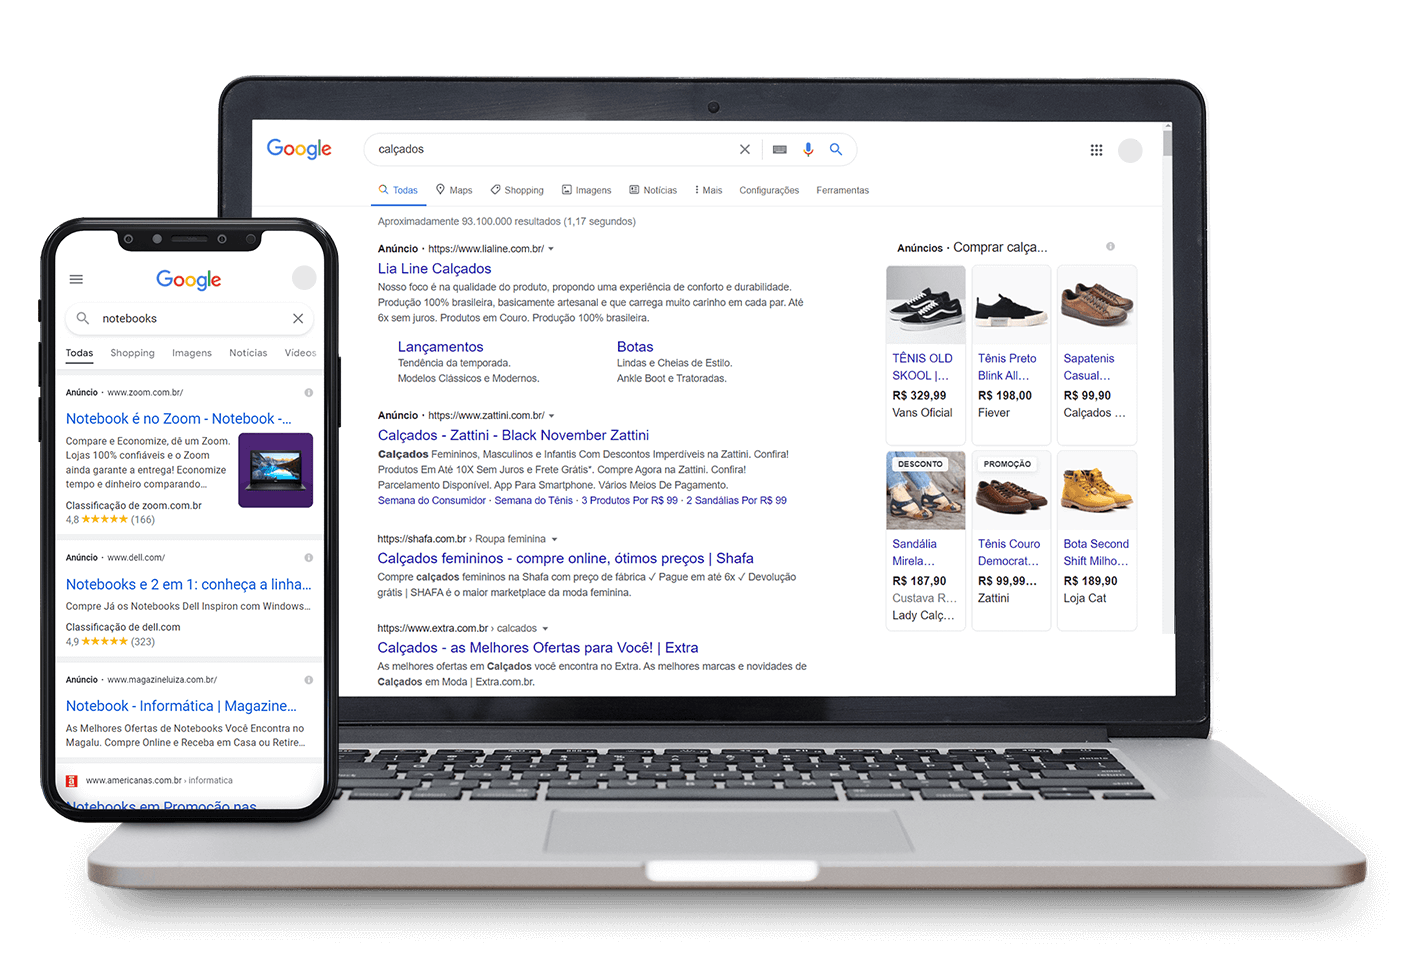 Google
calçados
Todas
Maps
Shopping
Imagens
Notícias
Mais
Configurações
Ferramentas
Aproximadamente 93.100.000 resultados (1,17 segundos)
Anúncio · https://www.lialine.com.br/
Lia Line Calçados
Nosso foco é na qualidade do produto, propondo uma experiência de conforto e durabilidade.
Produção 100% brasileira, basicamente artesanal e que carrega muito carinho em cada par. Até
6x sem juros. Produtos em Couro. Produção 100% brasileira.
Lançamentos
Tendência da temporada.
Modelos Clássicos e Modernos.
Botas
Lindas e Cheias de Estilo.
Ankle Boot e Tratoradas.
Anúncio · https://www.zattini.com.br/
Calçados - Zattini - Black November Zattini
Calçados Femininos, Masculinos e Infantis Com Descontos Imperdíveis na Zattini. Confira!
Produtos Em Até 10X Sem Juros e Frete Grátis*. Compre Agora na Zattini. Confira!
Parcelamento Disponível. App Para Smartphone. Vários Meios De Pagamento.
Semana do Consumidor · Semana do Tênis · 3 Produtos Por R$ 99 · 2 Sandálias Por R$ 99
https://shafa.com.br › Roupa feminina
Calçados femininos - compre online, ótimos preços | Shafa
Compre calçados femininos na Shafa com preço de fábrica ✓ Pague em até 6x ✓ Devolução
grátis | SHAFA é o maior marketplace da moda feminina.
https://www.extra.com.br › calcados
Calçados - as Melhores Ofertas para Você! | Extra
As melhores ofertas em Calçados você encontra no Extra. As melhores marcas e novidades de
Calçados em Moda | Extra.com.br.
Anúncios · Comprar calça...
TÊNIS OLD
SKOOL |...
R$ 329,99
Vans Oficial
Tênis Preto
Blink All...
R$ 198,00
Fiever
Sapatenis
Casual...
R$ 99,90
Calçados ...
DESCONTO
Sandália
Mirela...
R$ 187,90
Custava R...
Lady Calç...
PROMOÇÃO
Tênis Couro
Democrat...
R$ 99,99...
Zattini
Bota Second
Shift Milho...
R$ 189,90
Loja Cat
Google
notebooks
Todas
Shopping
Imagens
Notícias
Vídeos
Anúncio · www.zoom.com.br/
Notebook é no Zoom - Notebook -...
Compare e Economize, dê um Zoom.
Lojas 100% confiáveis e o Zoom
ainda garante a entrega! Economize
tempo e dinheiro comparando...
Classificação de zoom.com.br
4,8 ★★★★★ (166)
Anúncio · www.dell.com/
Notebooks e 2 em 1: conheça a linha...
Compre Já os Notebooks Dell Inspiron com Windows...
Classificação de dell.com
4,9 ★★★★★ (323)
Anúncio · www.magazineluiza.com.br/
Notebook - Informática | Magazine...
As Melhores Ofertas de Notebooks Você Encontra no
Magalu. Compre Online e Receba em Casa ou Retire...
www.americanas.com.br › informatica
Notebooks em Promoção nas